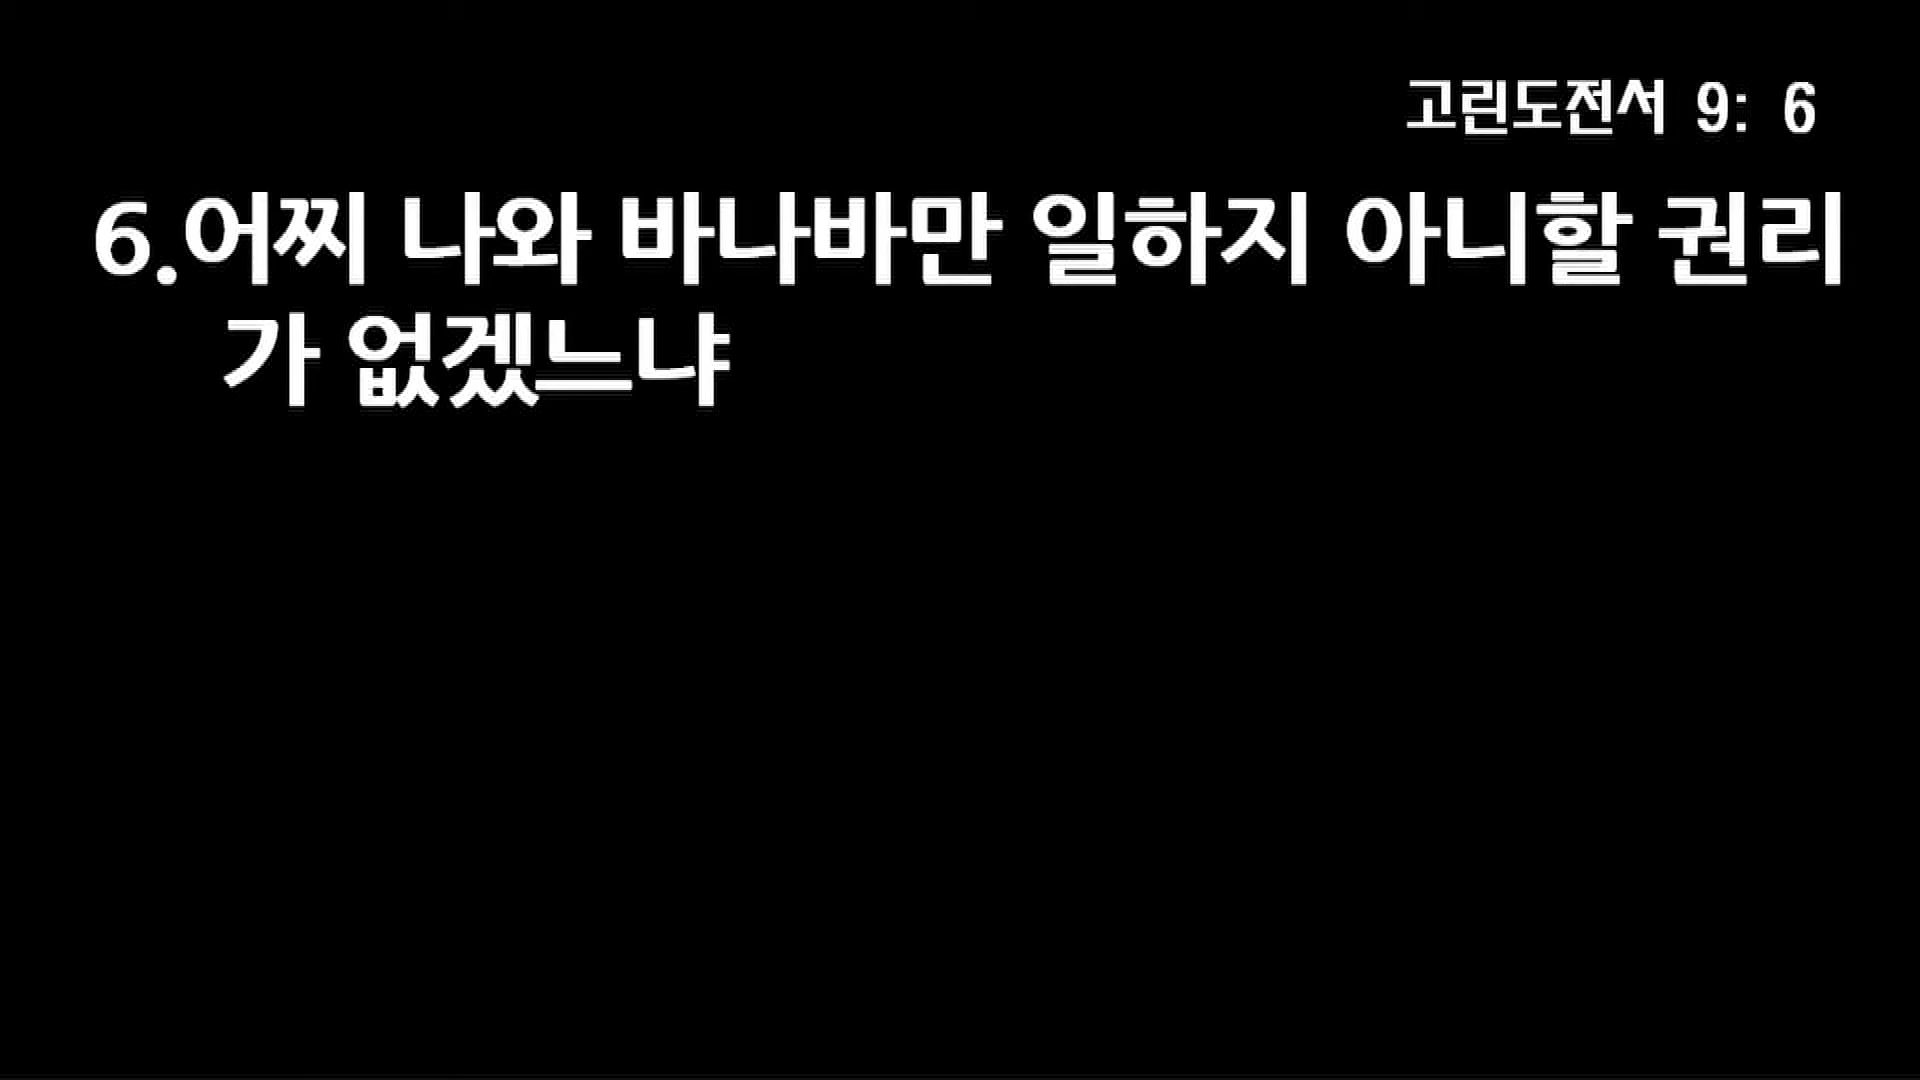 고린도전서 9: 6
6.어찌 나와 바나바만 일하지 아니할 권리
가 없겠느냐